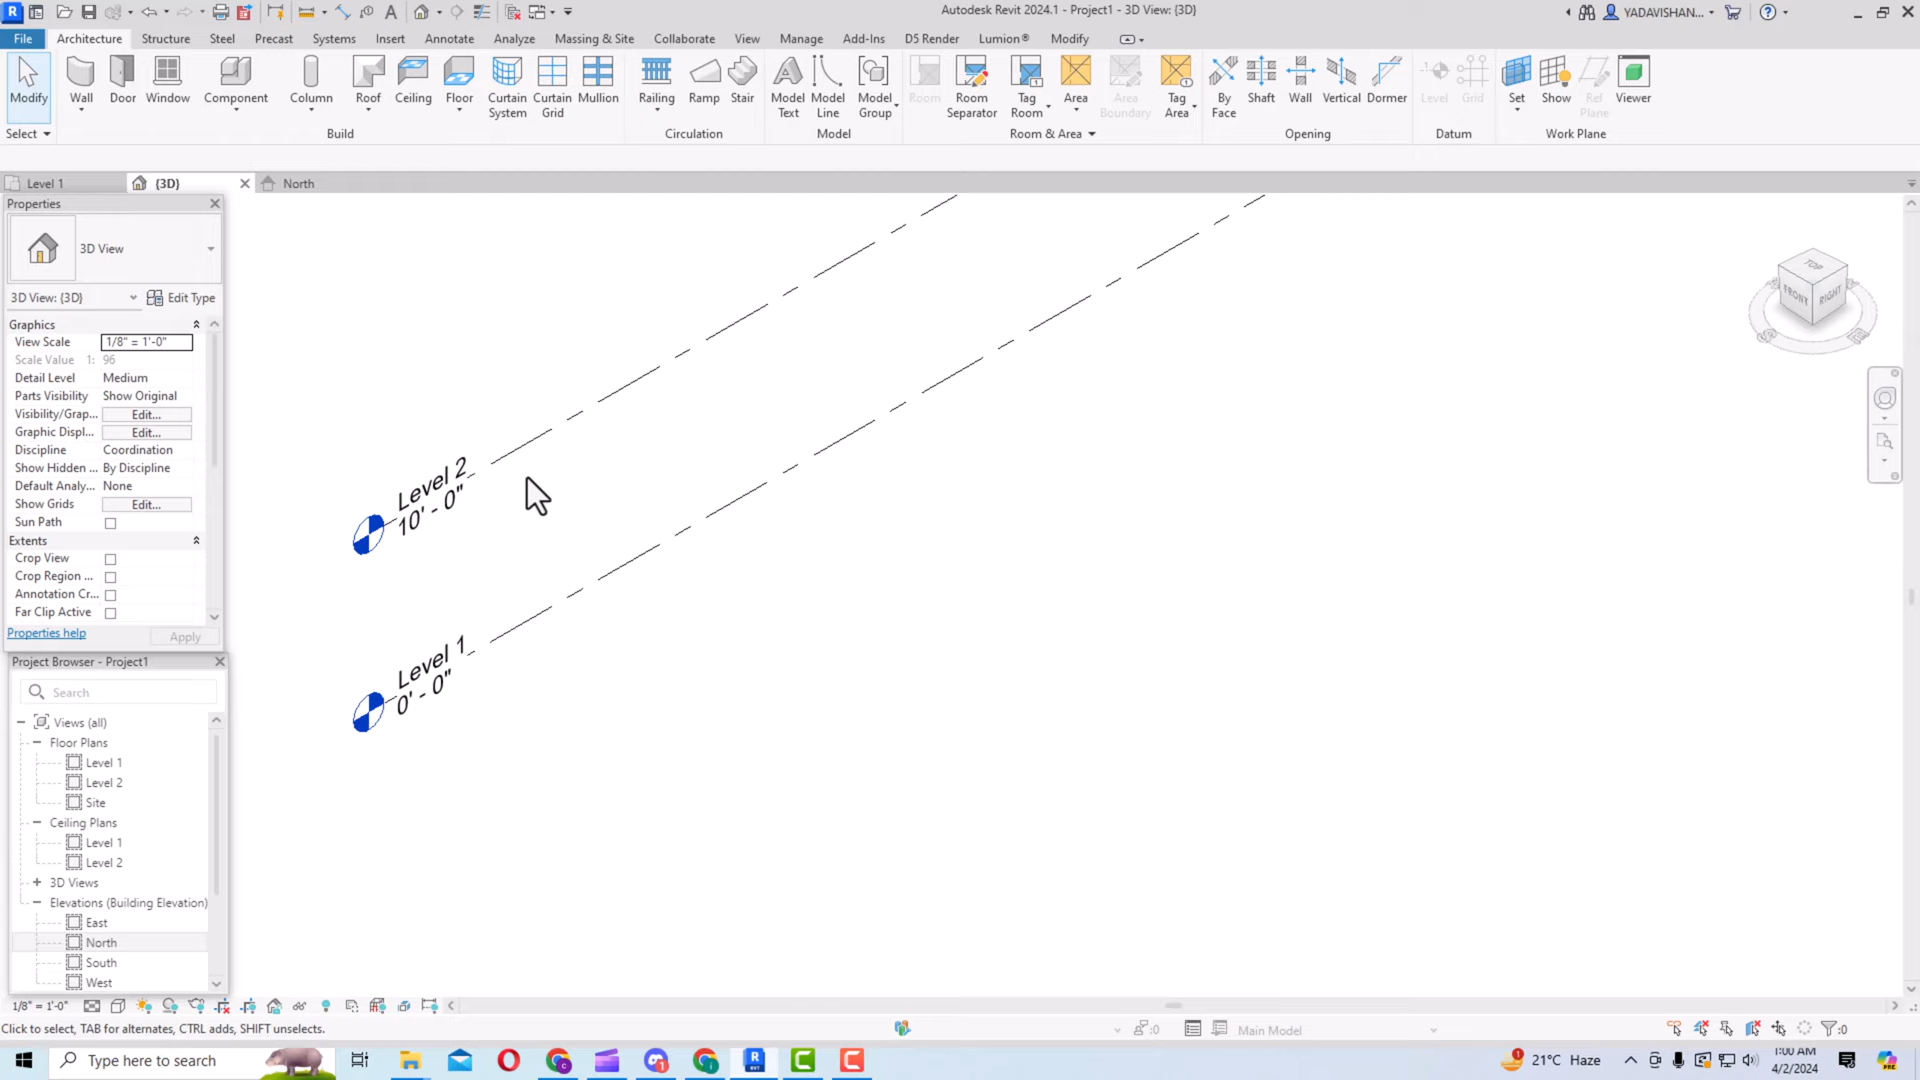 Autodesk Revit 2024.1 - Project1 - 3D View: {3D}
YADAVISHAN...
File Architecture Structure Steel Precast Systems Insert Annotate Analyze Massing & Site Collaborate View Manage Add-Ins D5 Render Lumion® Modify
Modify Wall Door Window Component Column Roof Ceiling Floor Curtain System Curtain Grid Mullion Railing Ramp Stair Model Text Model Line Model Group Room Room Separator Tag Room Area Area Boundary Tag Area By Face Shaft Wall Vertical Dormer Level Grid Set Show Ref Plane Viewer
Select Build Circulation Model Room & Area Opening Datum Work Plane
Level 1 {3D} North
Properties
3D View
3D View: {3D} Edit Type
Graphics
View Scale 1/8" = 1'-0"
Scale Value 1: 96
Detail Level Medium
Parts Visibility Show Original
Visibility/Grap... Edit...
Graphic Displ... Edit...
Discipline Coordination
Show Hidden ... By Discipline
Default Analy... None
Show Grids Edit...
Sun Path
Extents
Crop View
Crop Region ...
Annotation Cr...
Far Clip Active
Properties help Apply
Project Browser - Project1
Search
Views (all)
Floor Plans
Level 1
Level 2
Site
Ceiling Plans
Level 1
Level 2
3D Views
Elevations (Building Elevation)
East
North
South
West
Level 2
10' - 0"
Level 1
0' - 0"
TOP
FRONT RIGHT
1/8" = 1'-0"
Click to select, TAB for alternates, CTRL adds, SHIFT unselects.
:0 Main Model :0
Type here to search
21°C Haze
1:00 AM
4/2/2024